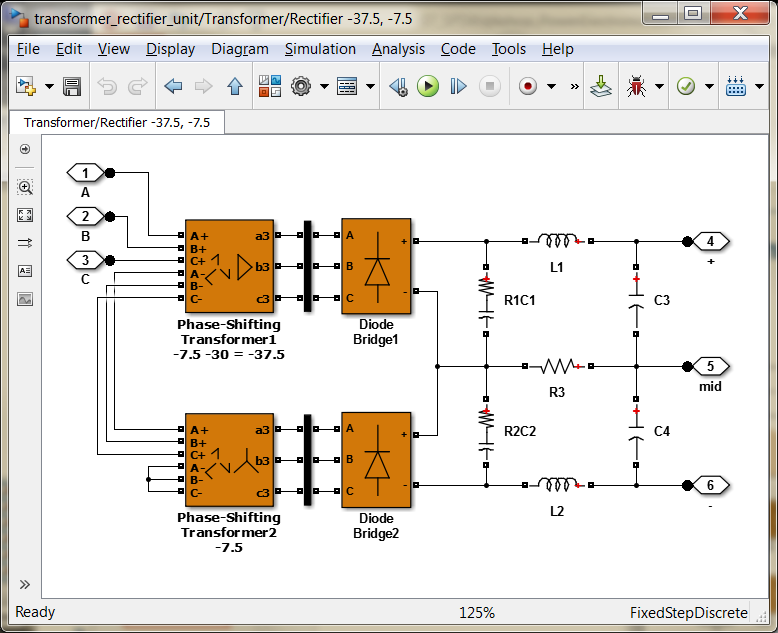 transformer_rectifier_unit/Transformer/Rectifier -37.5, -7.5
File Edit View Display Diagram Simulation Analysis Code Tools Help
»
Transformer/Rectifier -37.5, -7.5
1
A
2
B
3
C
A+
B+
C+
A-
B-
C-
a3
b3
c3
Phase-Shifting
Transformer1
-7.5 -30 = -37.5
A
B
C
+
-
Diode
Bridge1
R1C1
L1
C3
4
+
R3
5
mid
A+
B+
C+
A-
B-
C-
a3
b3
c3
Phase-Shifting
Transformer2
-7.5
A
B
C
+
-
Diode
Bridge2
R2C2
L2
C4
6
-
»
Ready 125% FixedStepDiscrete